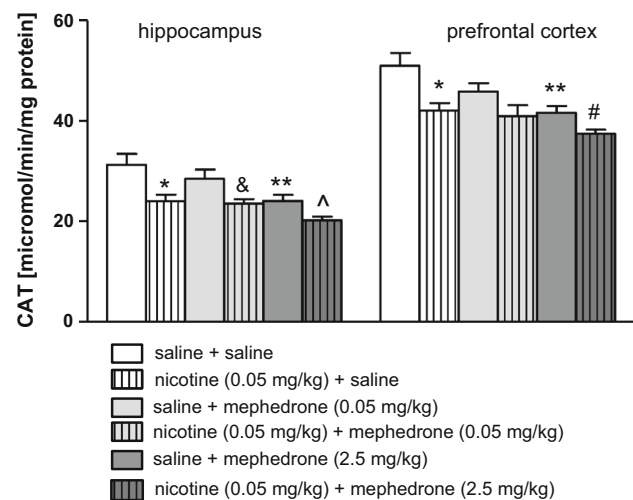 60
hippocampus prefrontal cortex
CAT [micromol/min/mg protein]
40
20
0
* & ** ^ * ** #
saline + saline
nicotine (0.05 mg/kg) + saline
saline + mephedrone (0.05 mg/kg)
nicotine (0.05 mg/kg) + mephedrone (0.05 mg/kg)
saline + mephedrone (2.5 mg/kg)
nicotine (0.05 mg/kg) + mephedrone (2.5 mg/kg)